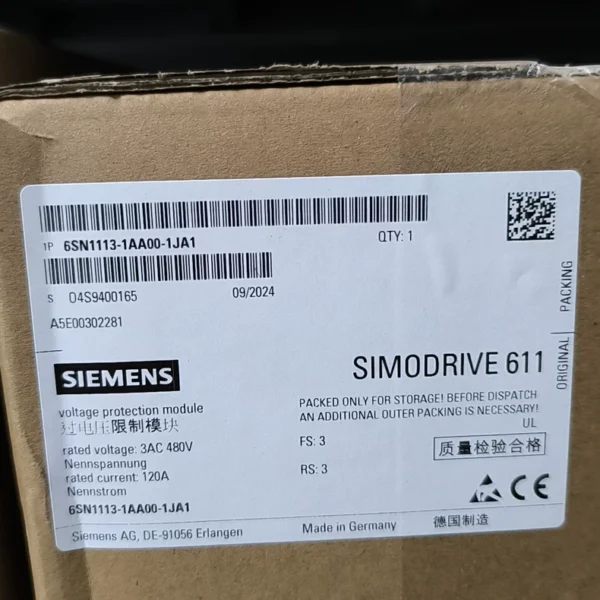 1P 6SN1113-1AA00-1JA1
QTY: 1
S O4S9400165 09/2024
A5E00302281
SIEMENS
SIMODRIVE 611
ORIGINAL PACKING
voltage protection module
过电压限制模块
rated voltage: 3AC 480V
Nennspannung
rated current: 120A
Nennstrom
6SN1113-1AA00-1JA1
PACKED ONLY FOR STORAGE! BEFORE DISPATCH
AN ADDITIONAL OUTER PACKING IS NECESSARY!
UL
FS: 3
质量检验合格
RS: 3
CE
Siemens AG, DE-91056 Erlangen
Made in Germany
德国制造